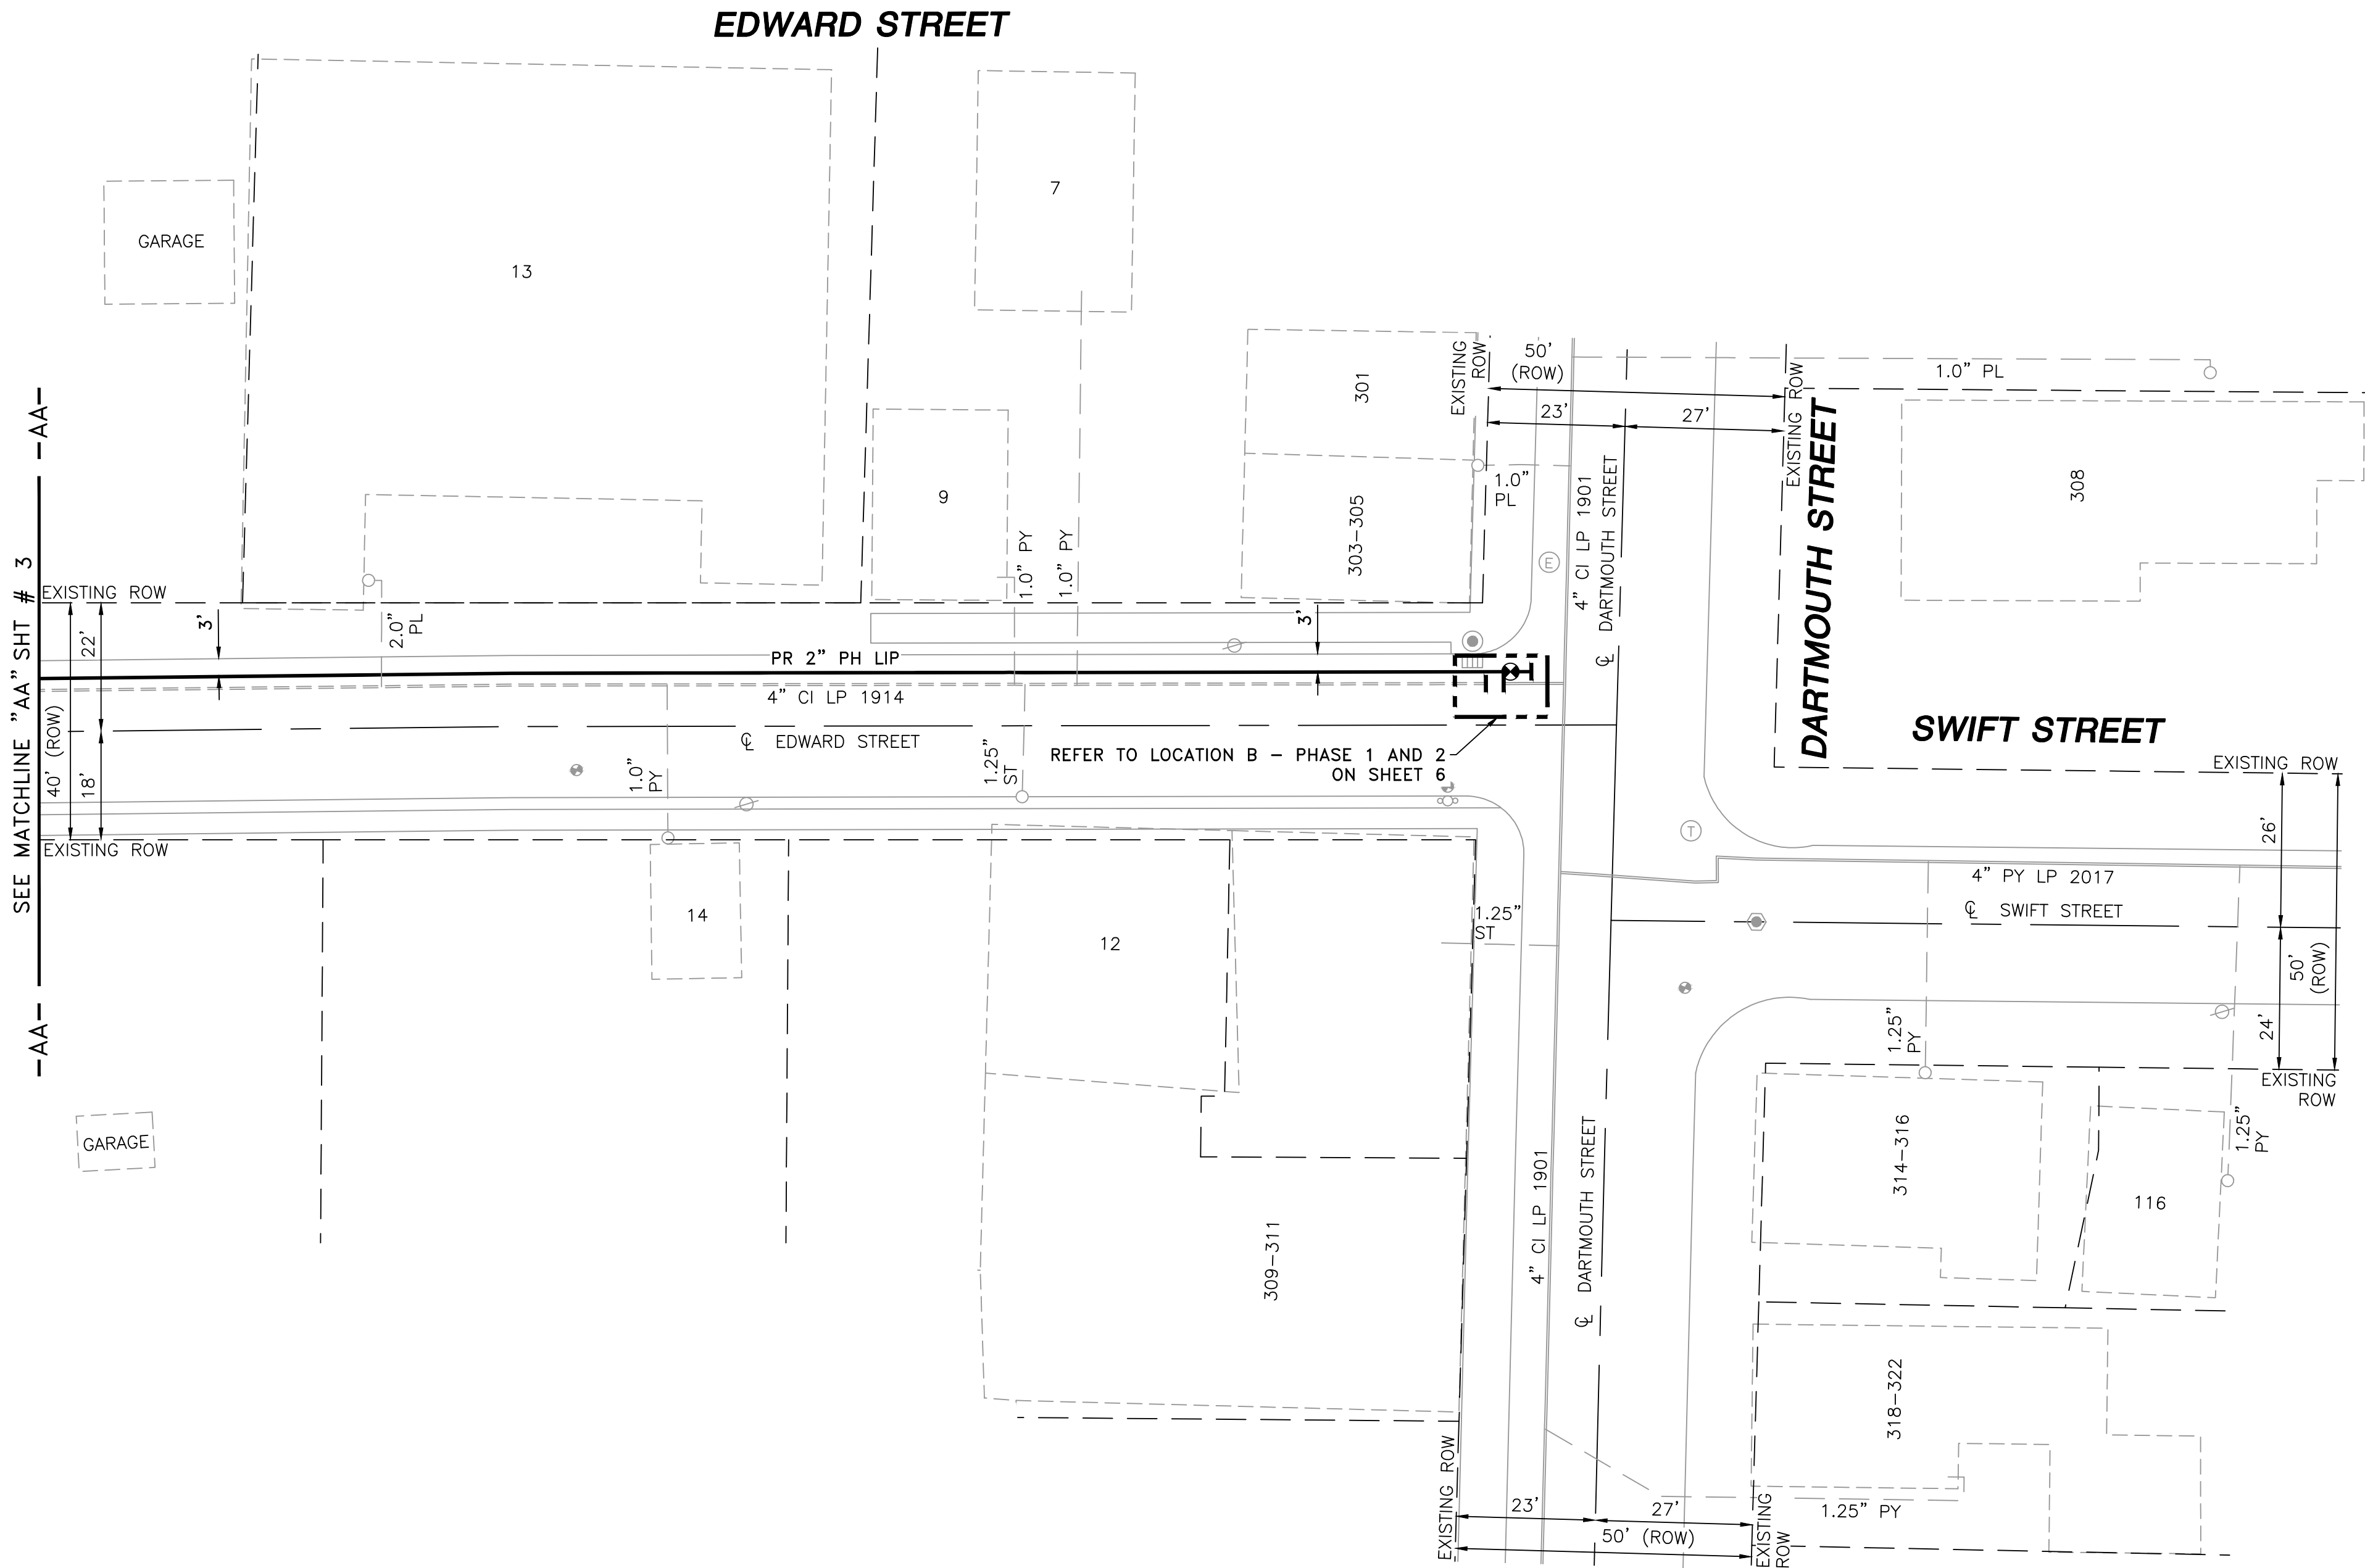 EDWARD STREET
GARAGE
13
7
9
301
303-305
EXISTING
ROW
50'
(ROW)
23'
27'
EXISTING ROW
1.0" PL
308
DARTMOUTH STREET
1.0"
PL
4" CI LP 1901
℄ DARTMOUTH STREET
E
AA
SEE MATCHLINE "AA" SHT # 3
AA
EXISTING ROW
22'
40' (ROW)
18'
EXISTING ROW
3'
2.0"
PL
1.0" PY
1.0" PY
3'
PR 2" PH LIP
4" CI LP 1914
℄ EDWARD STREET
1.0"
PY
1.25"
ST
REFER TO LOCATION B - PHASE 1 AND 2
ON SHEET 6
SWIFT STREET
EXISTING ROW
26'
T
4" PY LP 2017
℄ SWIFT STREET
50'
(ROW)
24'
EXISTING
ROW
14
12
1.25"
ST
1.25"
PY
1.25"
PY
GARAGE
309-311
4" CI LP 1901
℄ DARTMOUTH STREET
314-316
116
318-322
1.25" PY
EXISTING ROW
23'
27'
50' (ROW)
EXISTING
ROW